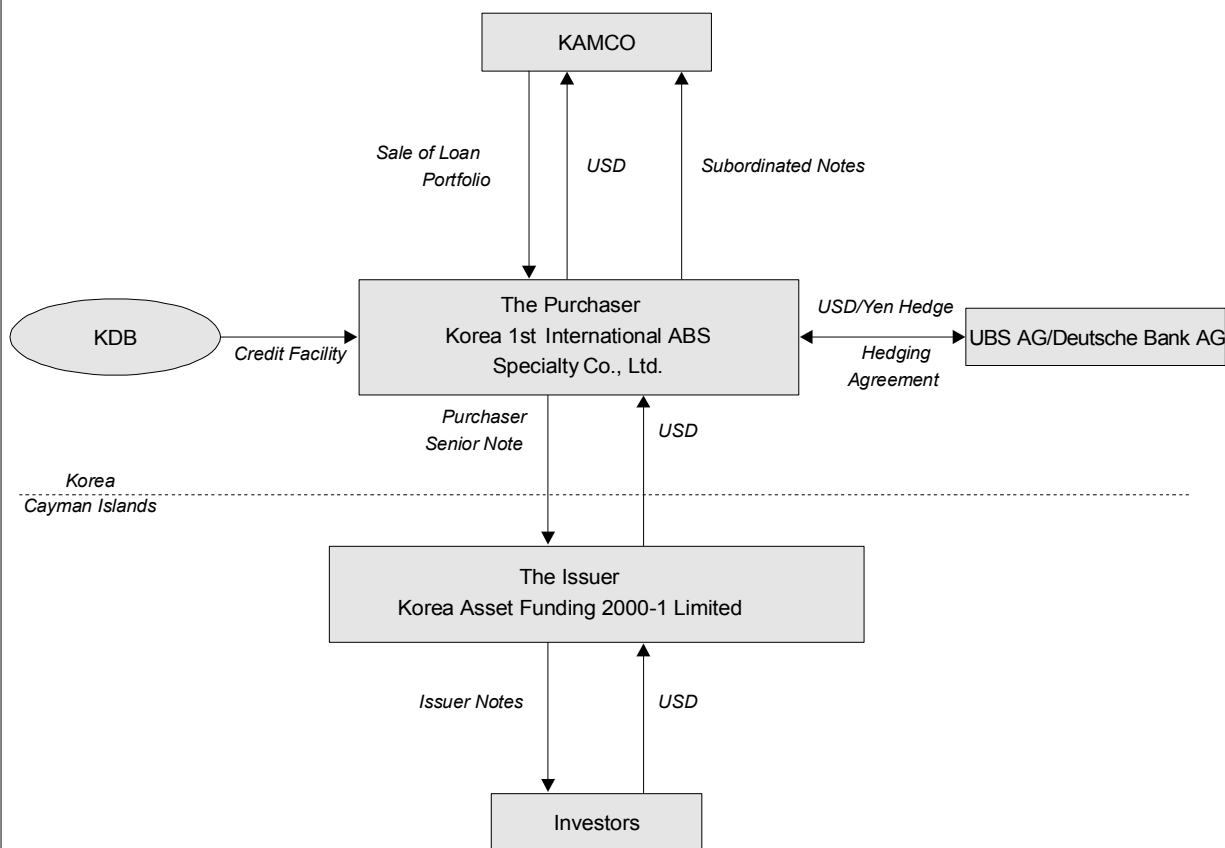 KAMCO
Sale of Loan
Portfolio
USD
Subordinated Notes
The Purchaser
Korea 1st International ABS
Specialty Co., Ltd.
KDB
Credit Facility
USD/Yen Hedge
Hedging
Agreement
UBS AG/Deutsche Bank AG
Purchaser
Senior Note
USD
Korea
Cayman Islands
The Issuer
Korea Asset Funding 2000-1 Limited
Issuer Notes
USD
Investors